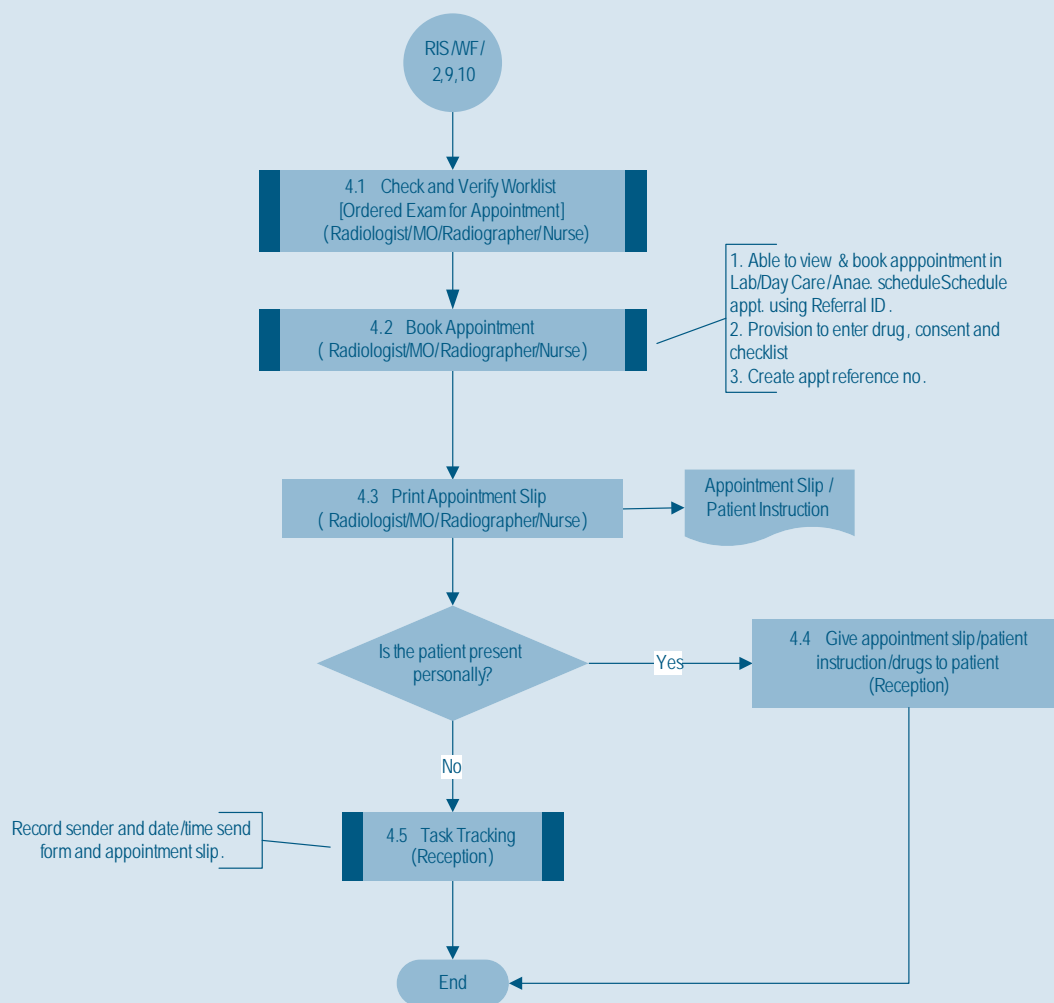 RIS/WF/
2,9,10
4.1 Check and Verify Worklist
[Ordered Exam for Appointment]
(Radiologist/MO/Radiographer/Nurse)
1. Able to view & book apppointment in
Lab/Day Care/Anae. scheduleSchedule
appt. using Referral ID.
2. Provision to enter drug, consent and
checklist
3. Create appt reference no.
4.2 Book Appointment
( Radiologist/MO/Radiographer/Nurse)
4.3 Print Appointment Slip
( Radiologist/MO/Radiographer/Nurse)
Appointment Slip /
Patient Instruction
Is the patient present
personally?
Yes
4.4 Give appointment slip/patient
instruction/drugs to patient
(Reception)
No
Record sender and date/time send
form and appointment slip.
4.5 Task Tracking
(Reception)
End